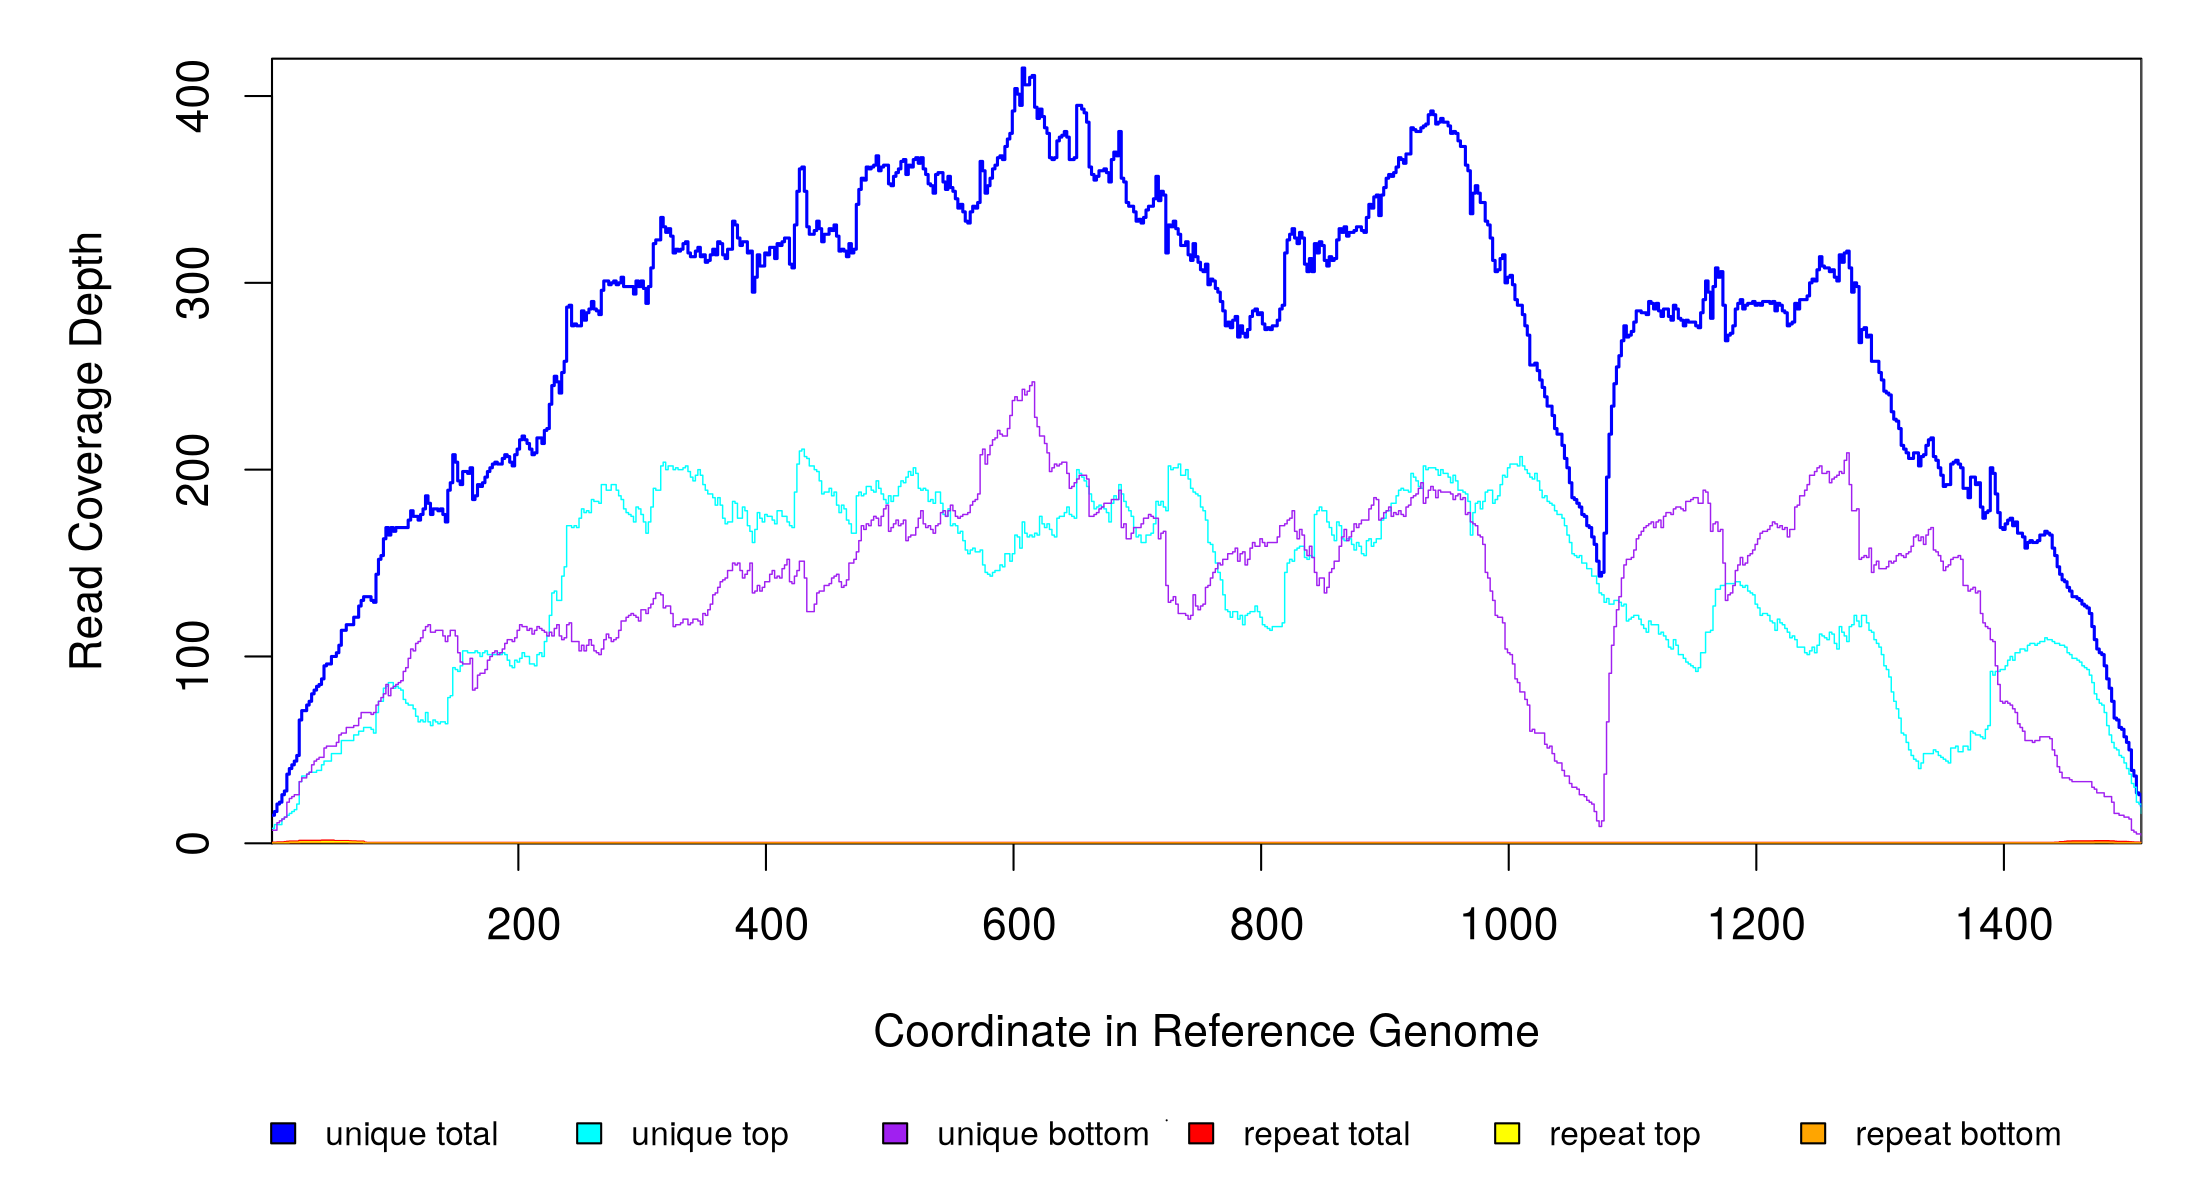 Read Coverage Depth
400
300
200
100
0
200 400 600 800 1000 1200 1400
Coordinate in Reference Genome
unique total unique top unique bottom repeat total repeat top repeat bottom